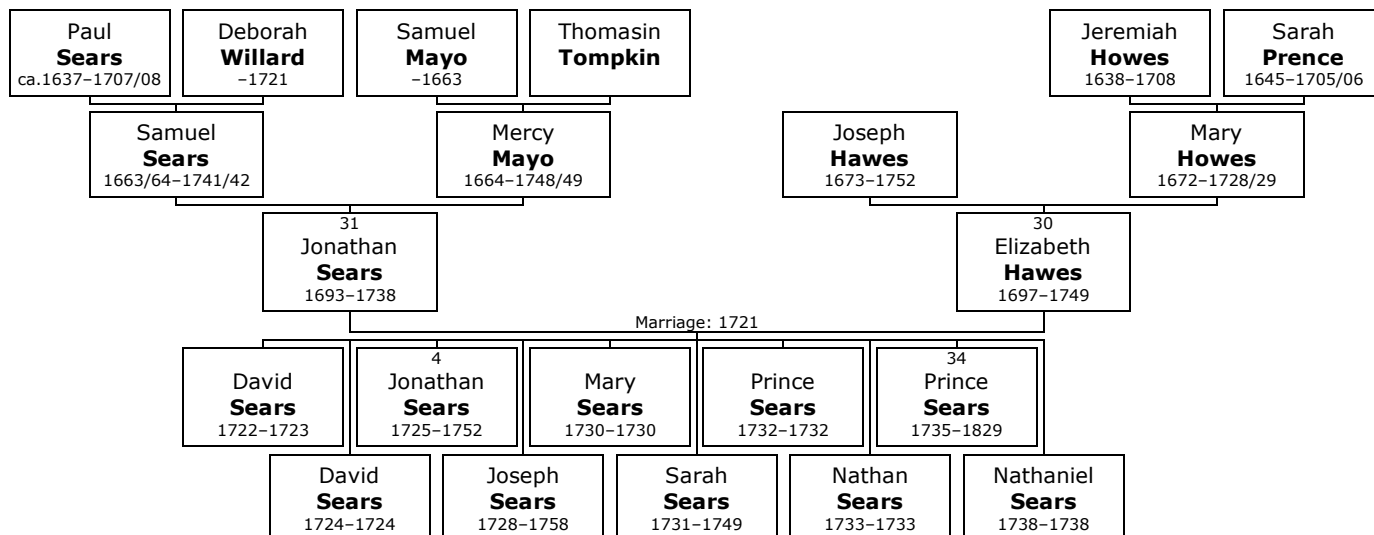 Paul
Sears
ca.1637–1707/08
Deborah
Willard
–1721
Samuel
Mayo
–1663
Thomasin
Tompkin
Jeremiah
Howes
1638–1708
Sarah
Prence
1645–1705/06
Samuel
Sears
1663/64–1741/42
Mercy
Mayo
1664–1748/49
Joseph
Hawes
1673–1752
Mary
Howes
1672–1728/29
31
Jonathan
Sears
1693–1738
30
Elizabeth
Hawes
1697–1749
Marriage: 1721
David
Sears
1722–1723
4
Jonathan
Sears
1725–1752
Mary
Sears
1730–1730
Prince
Sears
1732–1732
34
Prince
Sears
1735–1829
David
Sears
1724–1724
Joseph
Sears
1728–1758
Sarah
Sears
1731–1749
Nathan
Sears
1733–1733
Nathaniel
Sears
1738–1738